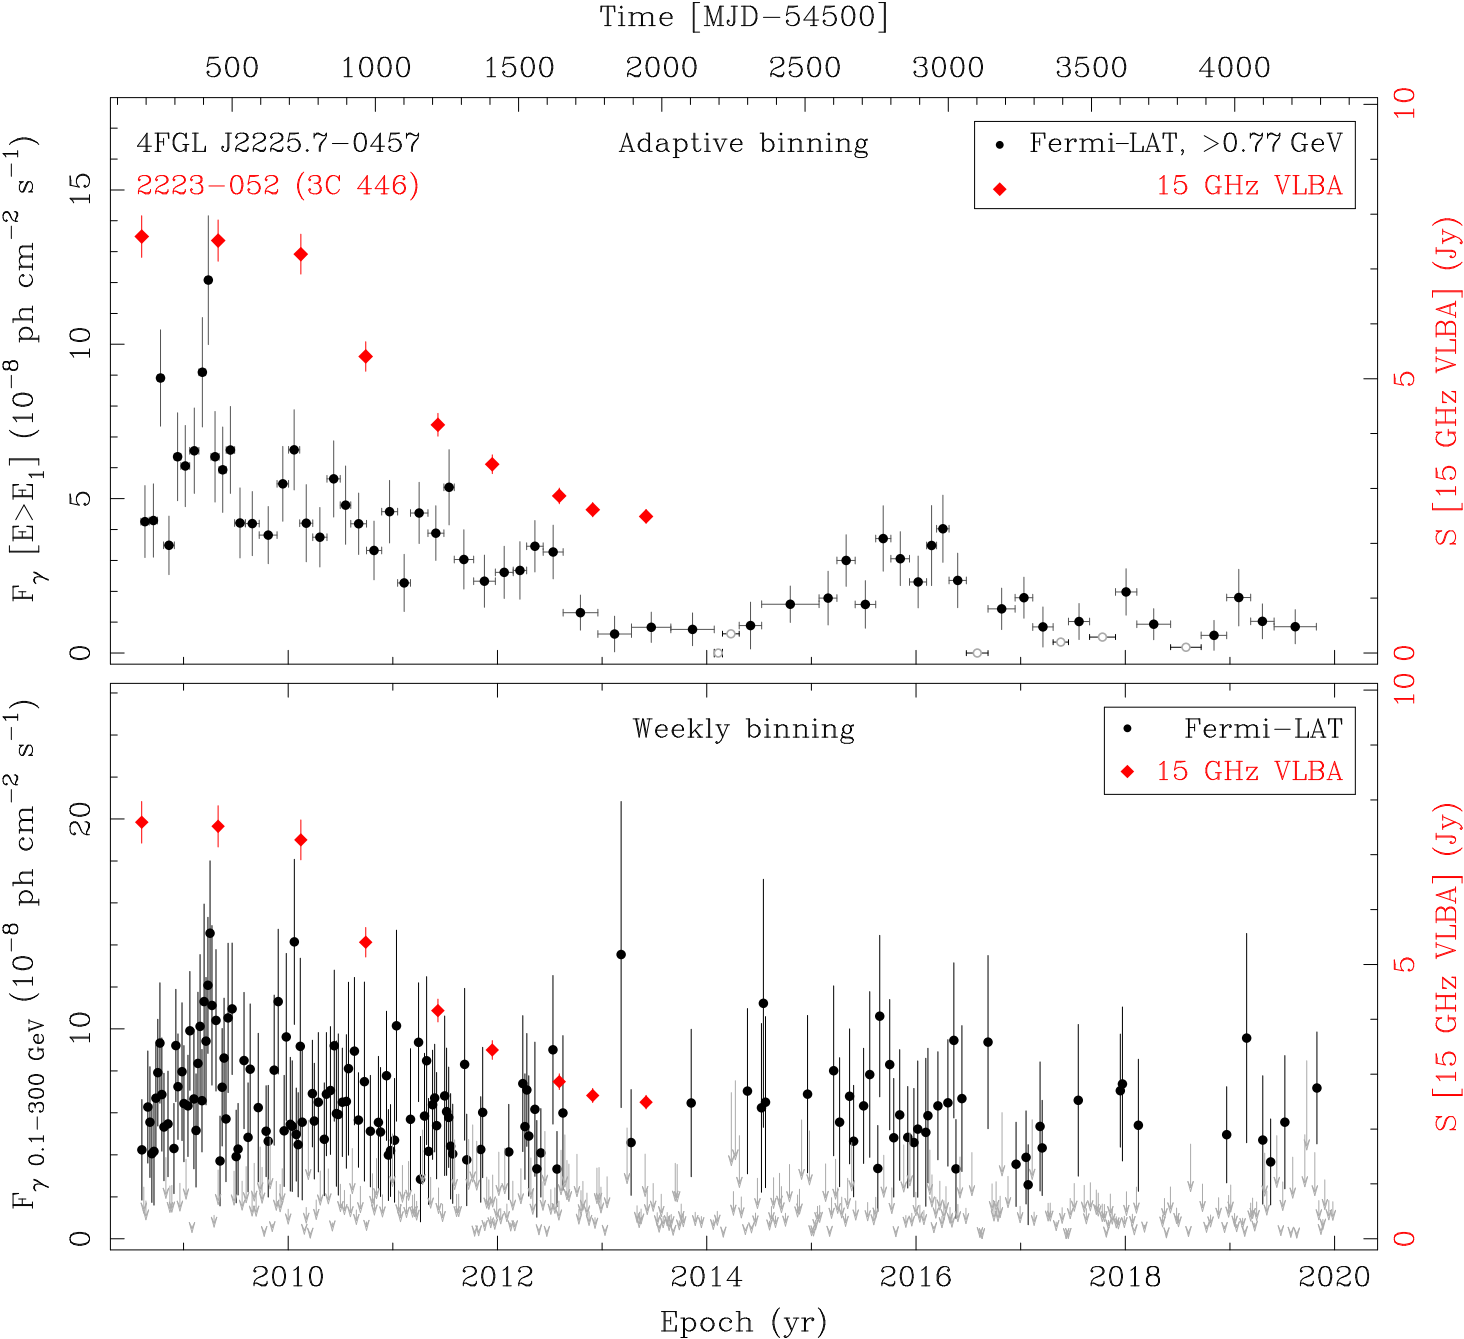 Time [MJD−54500]
500 1000 1500 2000 2500 3000 3500 4000
4FGL J2225.7−0457
2223−052 (3C 446)
Adaptive binning
Fermi−LAT, >0.77 GeV
15 GHz VLBA
F_γ [E>E_1] (10^−8 ph cm^−2 s^−1)
15
10
5
0
10
5
0
S [15 GHz VLBA] (Jy)
Weekly binning
Fermi−LAT
15 GHz VLBA
F_γ 0.1−300 GeV (10^−8 ph cm^−2 s^−1)
20
10
0
10
5
0
S [15 GHz VLBA] (Jy)
2010 2012 2014 2016 2018 2020
Epoch (yr)